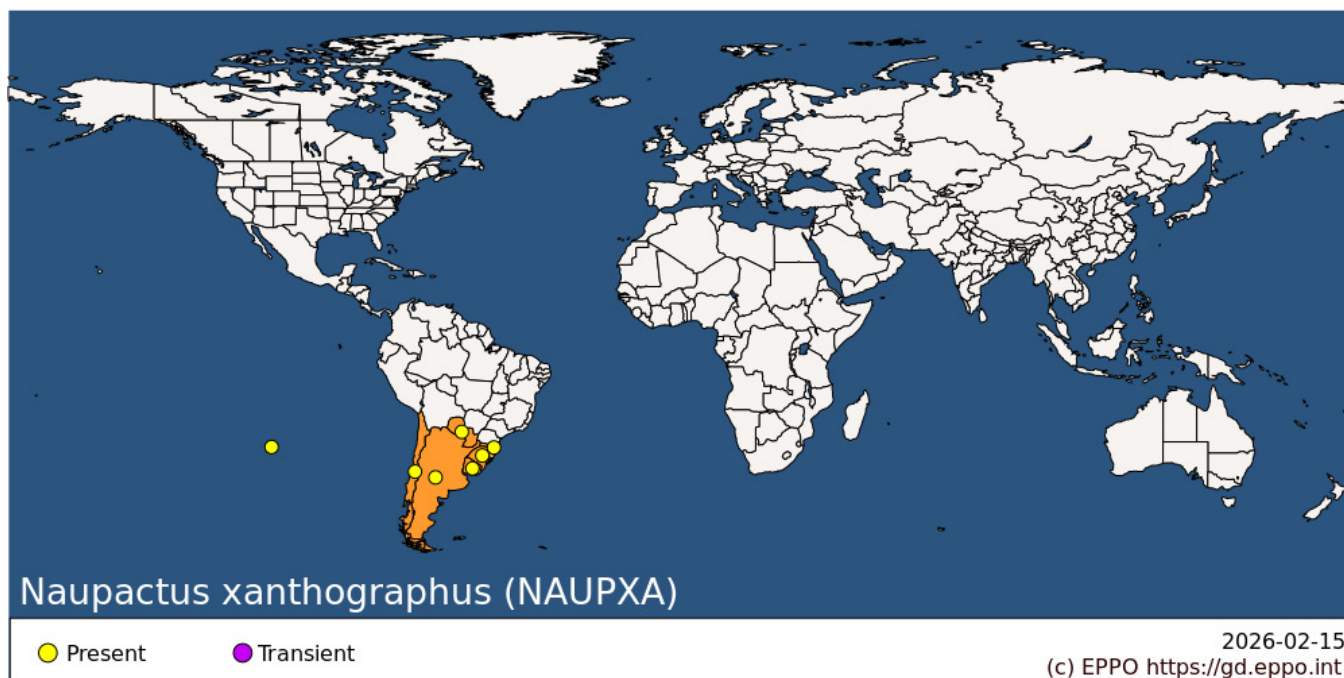 Naupactus xanthographus (NAUPXA)
Present
Transient
2026-02-15
(c) EPPO https://gd.eppo.int